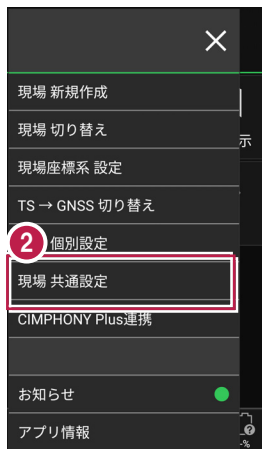 現場 新規作成
現場 切り替え
示
現場座標系 設定
TS → GNSS 切り替え
2 個別設定
現場 共通設定
CIMPHONY Plus連携
お知らせ
アプリ情報
-%